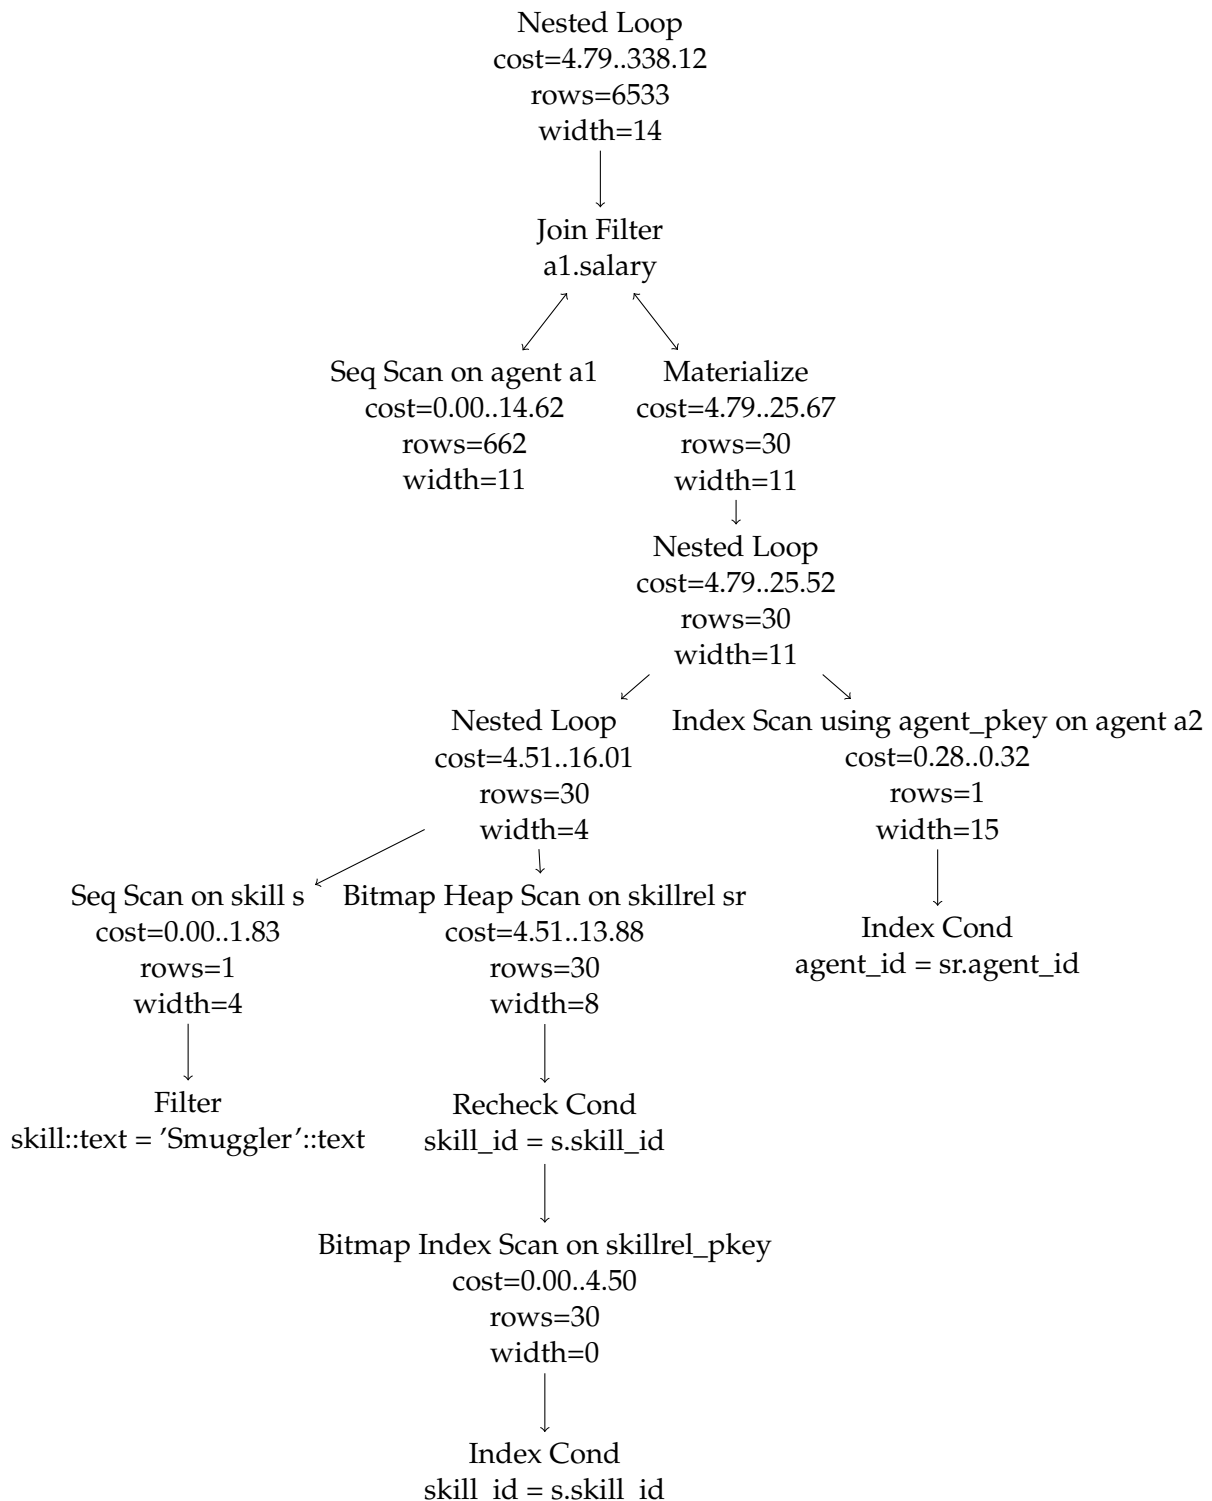 Nested Loop
cost=4.79..338.12
rows=6533
width=14
Join Filter
a1.salary
Seq Scan on agent a1
cost=0.00..14.62
rows=662
width=11
Materialize
cost=4.79..25.67
rows=30
width=11
Nested Loop
cost=4.79..25.52
rows=30
width=11
Nested Loop
cost=4.51..16.01
rows=30
width=4
Index Scan using agent_pkey on agent a2
cost=0.28..0.32
rows=1
width=15
Seq Scan on skill s
cost=0.00..1.83
rows=1
width=4
Bitmap Heap Scan on skillrel sr
cost=4.51..13.88
rows=30
width=8
Index Cond
agent_id = sr.agent_id
Filter
skill::text = ’Smuggler’::text
Recheck Cond
skill_id = s.skill_id
Bitmap Index Scan on skillrel_pkey
cost=0.00..4.50
rows=30
width=0
Index Cond
skill_id = s.skill_id